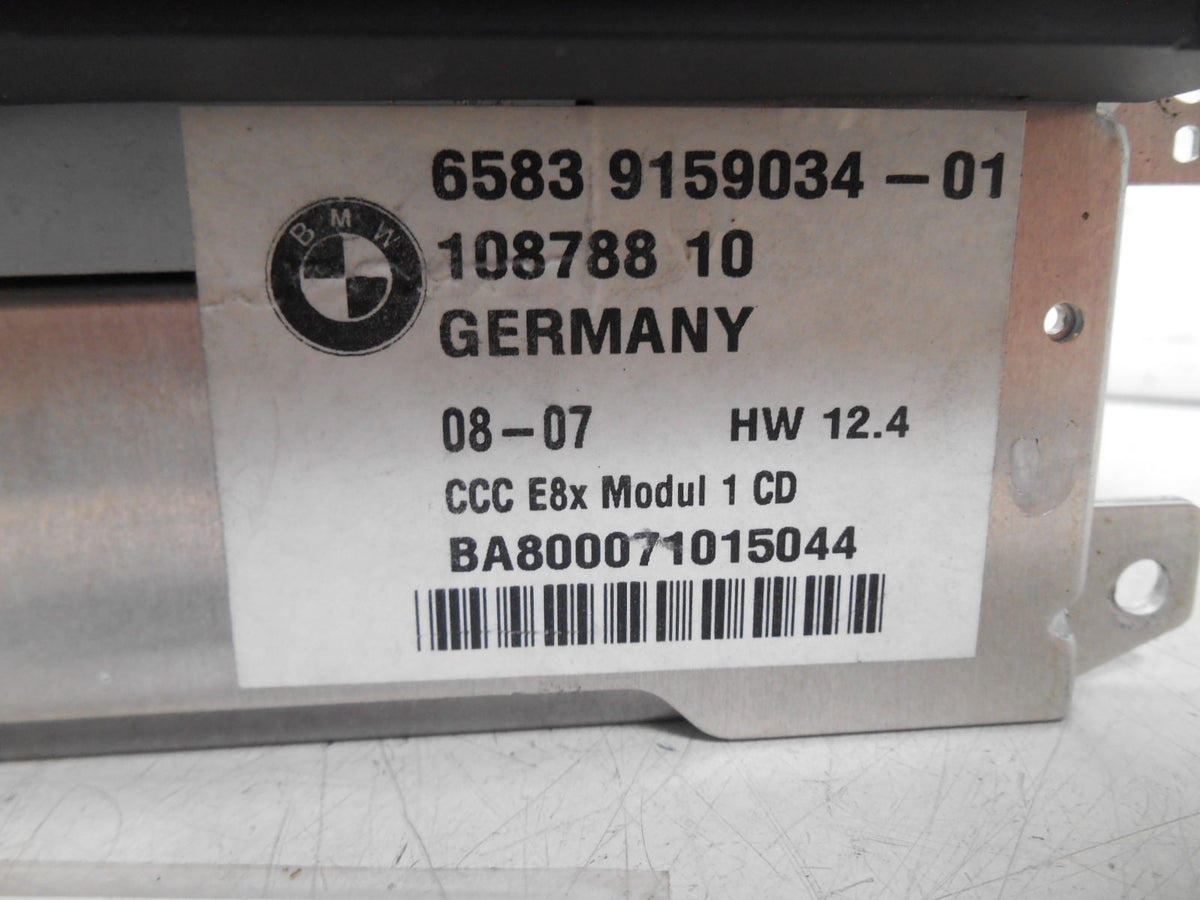 6583 9159034-01
BMW
108788 10
GERMANY
08-07 HW 12.4
CCC E8x Modul 1 CD
BA800071015044